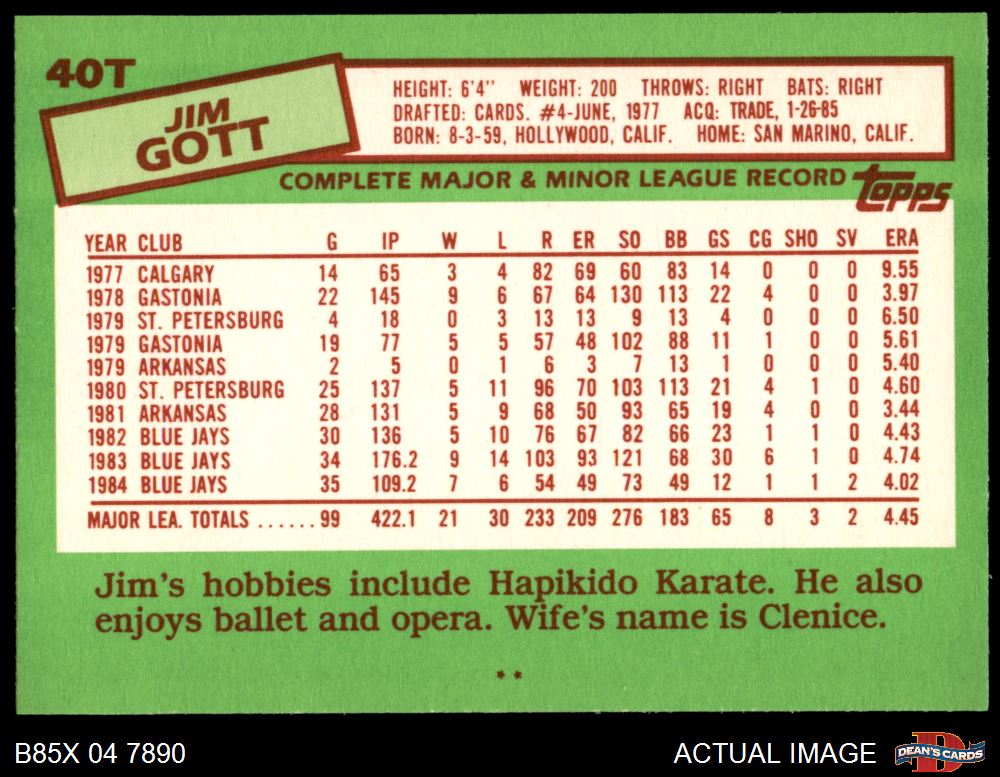 40T
JIM
GOTT
HEIGHT: 6'4" WEIGHT: 200 THROWS: RIGHT BATS: RIGHT
DRAFTED: CARDS. #4-JUNE, 1977 ACQ: TRADE, 1-26-85
BORN: 8-3-59, HOLLYWOOD, CALIF. HOME: SAN MARINO, CALIF.
COMPLETE MAJOR & MINOR LEAGUE RECORD topps
YEAR CLUB G IP W L R ER SO BB GS CG SHO SV ERA
1977 CALGARY 14 65 3 4 82 69 60 83 14 0 0 0 9.55
1978 GASTONIA 22 145 9 6 67 64 130 113 22 4 0 0 3.97
1979 ST. PETERSBURG 4 18 0 3 13 13 9 13 4 0 0 0 6.50
1979 GASTONIA 19 77 5 5 57 48 102 88 11 1 0 0 5.61
1979 ARKANSAS 2 5 0 1 6 3 7 13 1 0 0 0 5.40
1980 ST. PETERSBURG 25 137 5 11 96 70 103 113 21 4 1 0 4.60
1981 ARKANSAS 28 131 5 9 68 50 93 65 19 4 0 0 3.44
1982 BLUE JAYS 30 136 5 10 76 67 82 66 23 1 1 0 4.43
1983 BLUE JAYS 34 176.2 9 14 103 93 121 68 30 6 1 0 4.74
1984 BLUE JAYS 35 109.2 7 6 54 49 73 49 12 1 1 2 4.02
MAJOR LEA. TOTALS ......99 422.1 21 30 233 209 276 183 65 8 3 2 4.45
Jim's hobbies include Hapikido Karate. He also
enjoys ballet and opera. Wife's name is Clenice.
**
B85X 04 7890 ACTUAL IMAGE DEAN'S CARDS